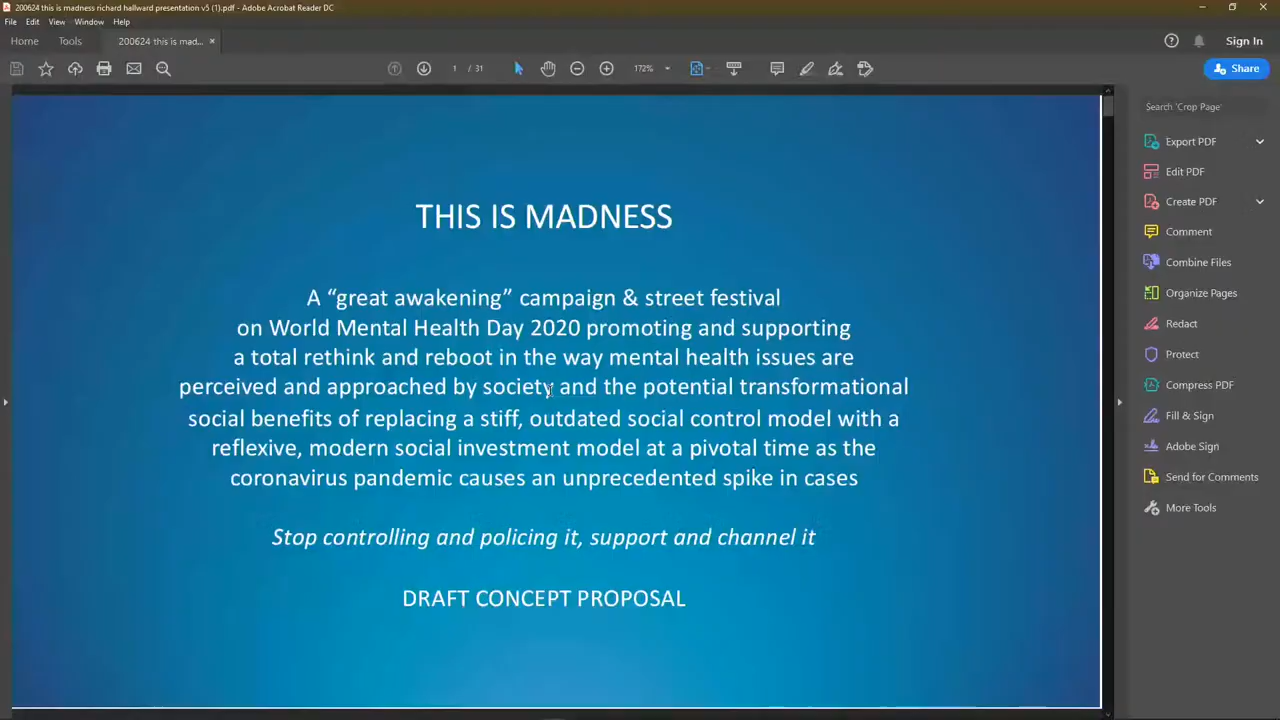 200624 this is madness richard hallward presentation v5 (1).pdf - Adobe Acrobat Reader DC
File Edit View Window Help
Home Tools 200624 this is mad... × Sign In
1 / 31 172% Share
Search 'Crop Page'
Export PDF
Edit PDF
Create PDF
Comment
Combine Files
Organize Pages
Redact
Protect
Compress PDF
Fill & Sign
Adobe Sign
Send for Comments
More Tools
THIS IS MADNESS
A “great awakening” campaign & street festival
on World Mental Health Day 2020 promoting and supporting
a total rethink and reboot in the way mental health issues are
perceived and approached by society and the potential transformational
social benefits of replacing a stiff, outdated social control model with a
reflexive, modern social investment model at a pivotal time as the
coronavirus pandemic causes an unprecedented spike in cases
Stop controlling and policing it, support and channel it
DRAFT CONCEPT PROPOSAL